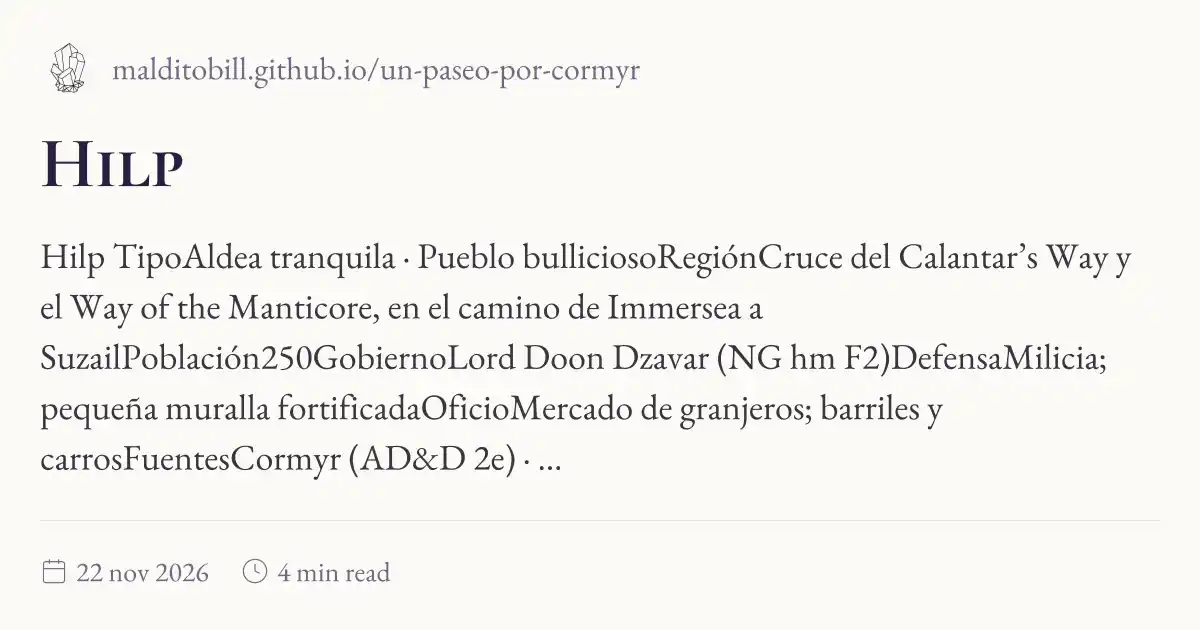 malditobill.github.io/un-paseo-por-cormyr
Hilp
Hilp TipoAldea tranquila · Pueblo bulliciosoRegiónCruce del Calantar’s Way y
el Way of the Manticore, en el camino de Immersea a
SuzailPoblación250GobiernoLord Doon Dzavar (NG hm F2)DefensaMilicia;
pequeña muralla fortificadaOficioMercado de granjeros; barriles y
carrosFuentesCormyr (AD&D 2e) · ...
22 nov 2026 4 min read